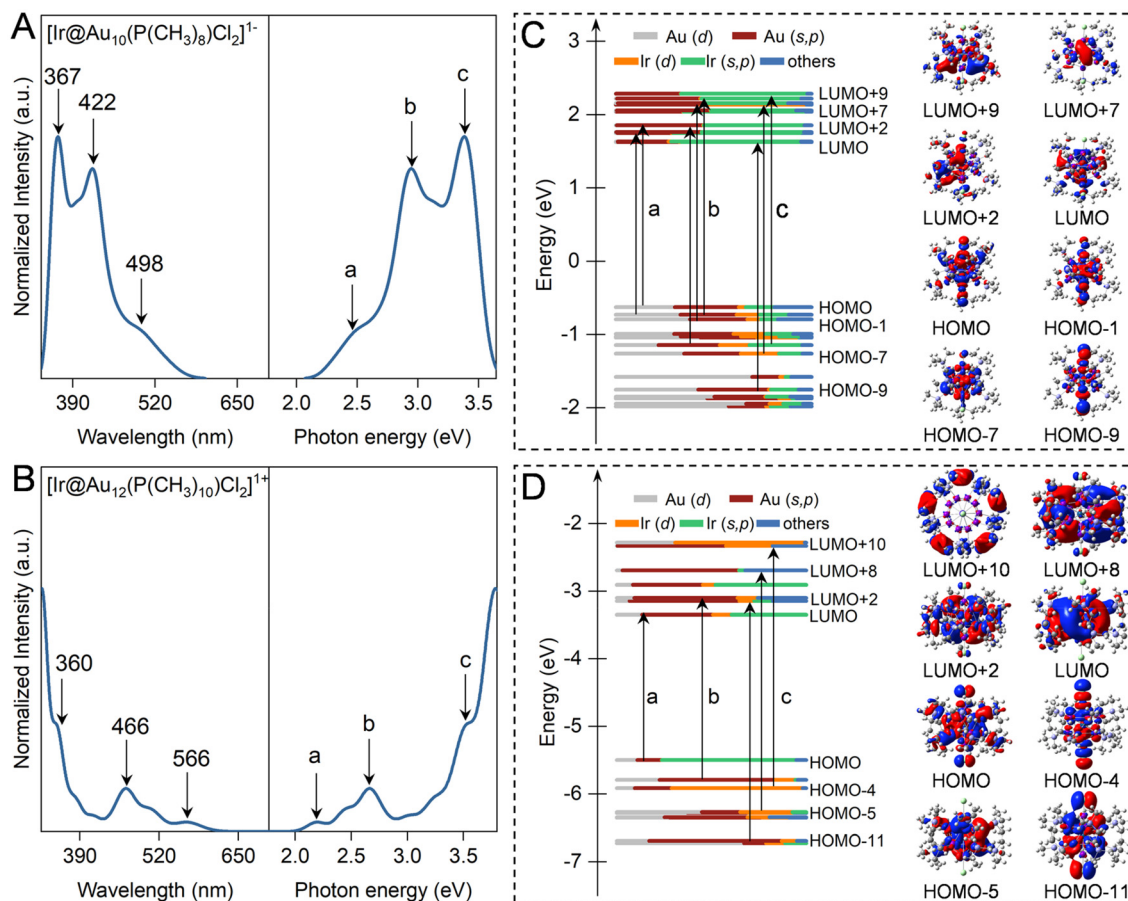 A
[Ir@Au10(P(CH3)8)Cl2]1-
367
422
498
a
b
c
Normalized Intensity (a.u.)
390 520 650
2.0 2.5 3.0 3.5
Wavelength (nm)
Photon energy (eV)
C
3
2
1
0
-1
-2
Energy (eV)
Au (d) Au (s,p)
Ir (d) Ir (s,p) others
LUMO+9
LUMO+7
LUMO+2
LUMO
a b c
HOMO
HOMO-1
HOMO-7
HOMO-9
LUMO+9 LUMO+7
LUMO+2 LUMO
HOMO HOMO-1
HOMO-7 HOMO-9
B
[Ir@Au12(P(CH3)10)Cl2]1+
360
466
566
a
b
c
Normalized Intensity (a.u.)
390 520 650
2.0 2.5 3.0 3.5
Wavelength (nm)
Photon energy (eV)
D
-2
-3
-4
-5
-6
-7
Energy (eV)
Au (d) Au (s,p)
Ir (d) Ir (s,p) others
LUMO+10
LUMO+8
LUMO+2
LUMO
a b c
HOMO
HOMO-4
HOMO-5
HOMO-11
LUMO+10 LUMO+8
LUMO+2 LUMO
HOMO HOMO-4
HOMO-5 HOMO-11